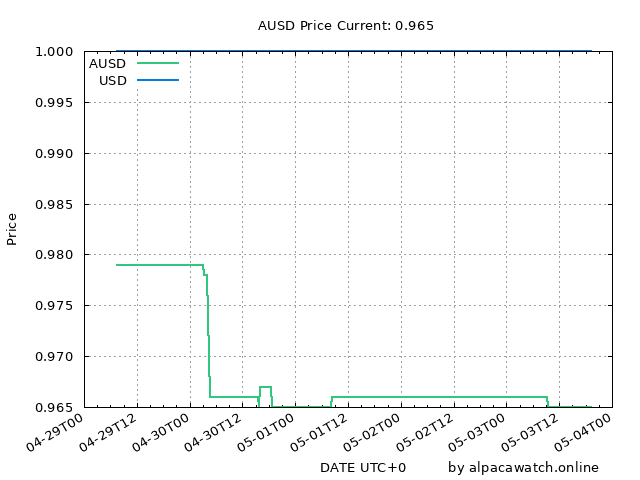 AUSD Price Current: 0.965
1.000
AUSD
USD
0.995
0.990
0.985
Price
0.980
0.975
0.970
0.965
04-29T00
04-29T12
04-30T00
04-30T12
05-01T00
05-01T12
05-02T00
05-02T12
05-03T00
05-03T12
05-04T00
DATE UTC+0
by alpacawatch.online